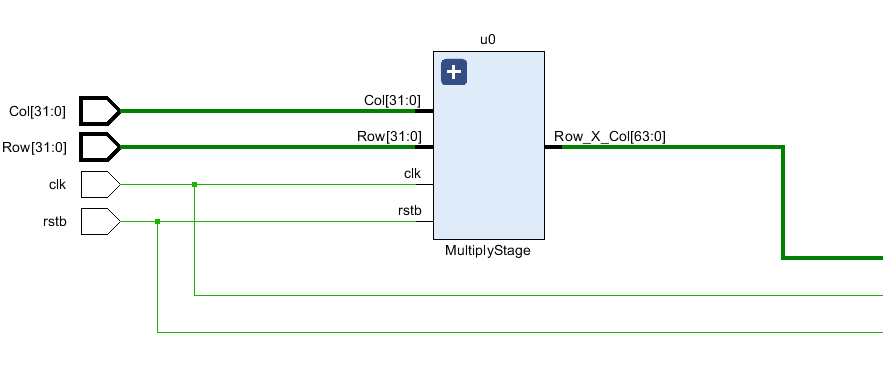 u0
Col[31:0]
Col[31:0]
Row[31:0]
Row[31:0]
Row_X_Col[63:0]
clk
clk
rstb
rstb
MultiplyStage